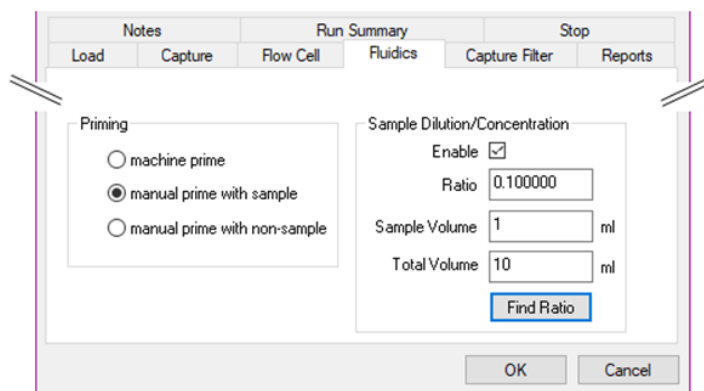 Notes Run Summary Stop
Load Capture Flow Cell Fluidics Capture Filter Reports
Priming
machine prime
manual prime with sample
manual prime with non-sample
Sample Dilution/Concentration
Enable
Ratio 0.100000
Sample Volume 1 ml
Total Volume 10 ml
Find Ratio
OK Cancel